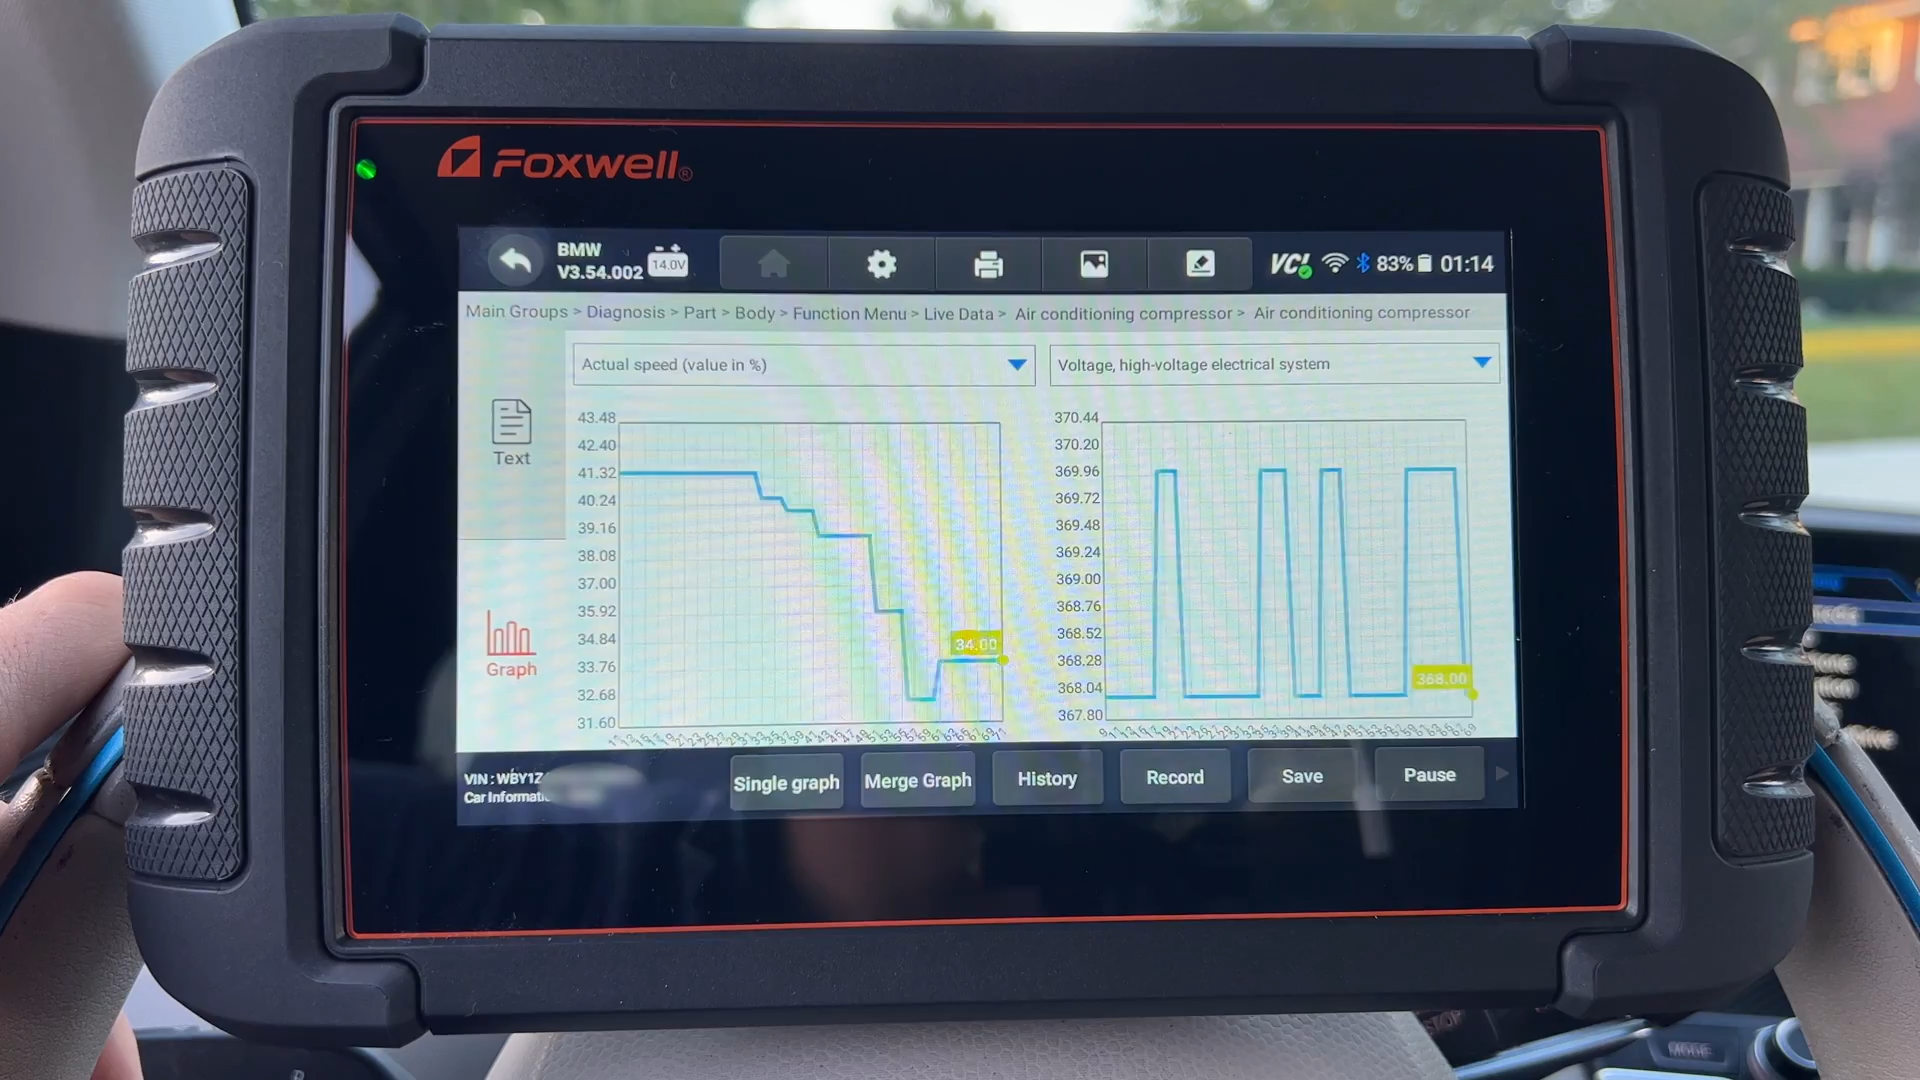 FOXWELL®
BMW
V3.54.002
14.0V
VCI
83%
01:14
Main Groups > Diagnosis > Part > Body > Function Menu > Live Data > Air conditioning compressor > Air conditioning compressor
Text
Graph
Actual speed (value in %)
43.48
42.40
41.32
40.24
39.16
38.08
37.00
35.92
34.84
33.76
32.68
31.60
34.00
Voltage, high-voltage electrical system
370.44
370.20
369.96
369.72
369.48
369.24
369.00
368.76
368.52
368.28
368.04
367.80
368.00
VIN : WBY1Z
Car Informati
Single graph
Merge Graph
History
Record
Save
Pause
MODE